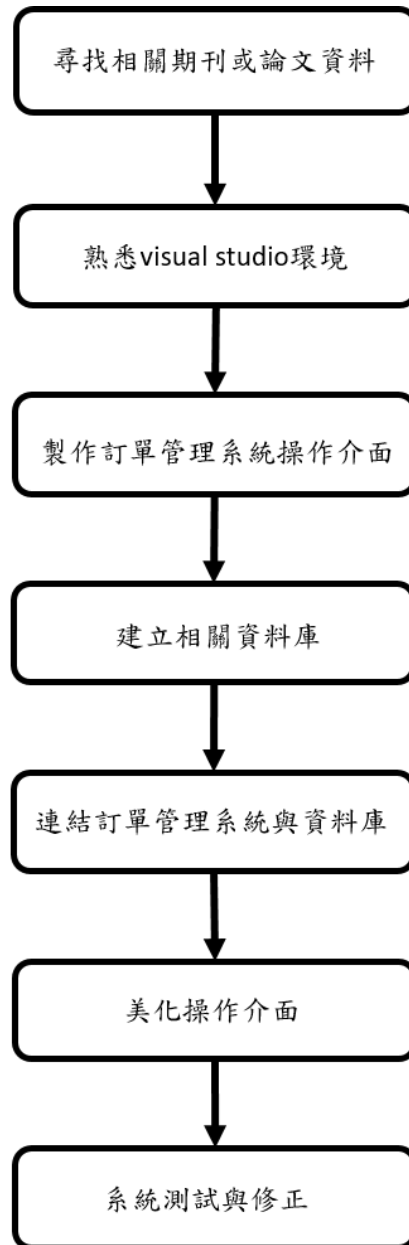 尋找相關期刊或論文資料
熟悉visual studio環境
製作訂單管理系統操作介面
建立相關資料庫
連結訂單管理系統與資料庫
美化操作介面
系統測試與修正